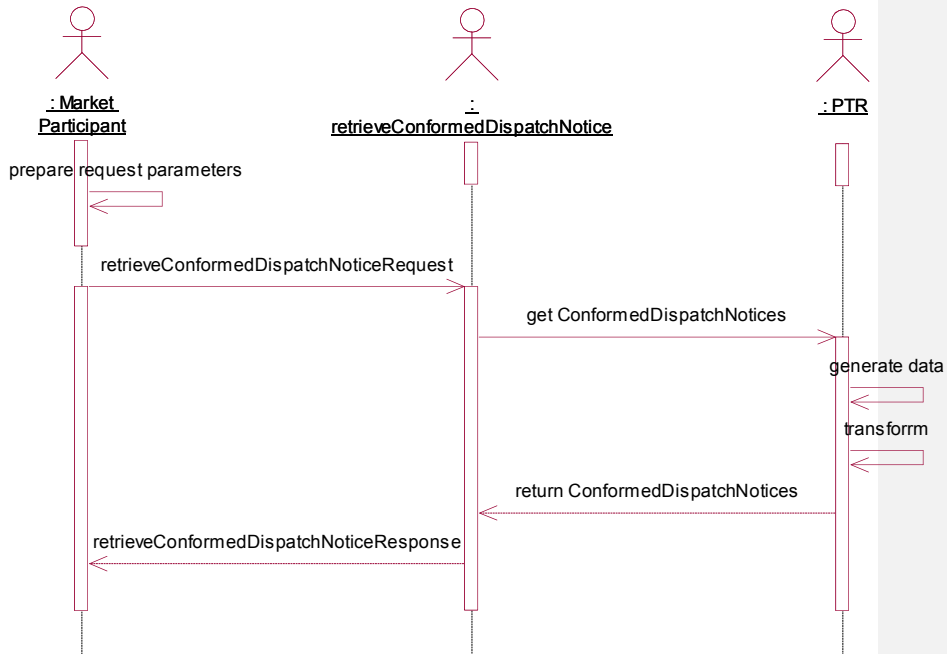 : Market
Participant
:
retrieveConformedDispatchNotice
: PTR
prepare request parameters
retrieveConformedDispatchNoticeRequest
get ConformedDispatchNotices
generate data
transforrm
return ConformedDispatchNotices
retrieveConformedDispatchNoticeResponse